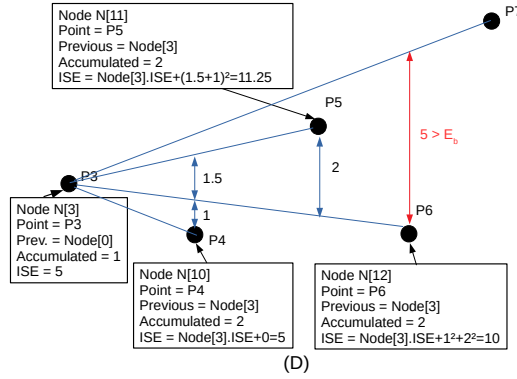 P7
Node N[11]
Point = P5
Previous = Node[3]
Accumulated = 2
ISE = Node[3].ISE+(1.5+1)²=11.25
P5
5 > E_b
2
1.5
1
P3
P6
P4
Node N[3]
Point = P3
Prev. = Node[0]
Accumulated = 1
ISE = 5
Node N[10]
Point = P4
Previous = Node[3]
Accumulated = 2
ISE = Node[3].ISE+0=5
Node N[12]
Point = P6
Previous = Node[3]
Accumulated = 2
ISE = Node[3].ISE+1²+2²=10
(D)